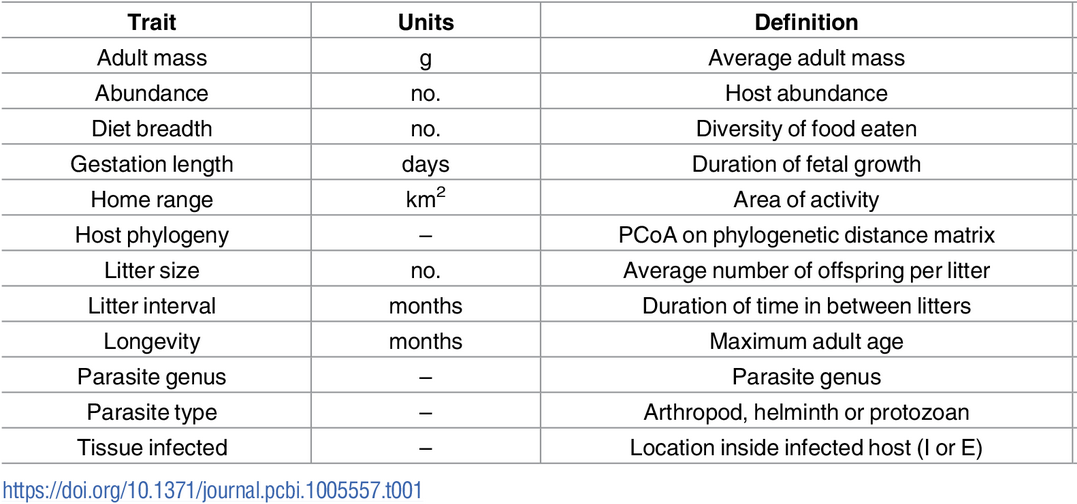 Trait Units Definition
Adult mass g Average adult mass
Abundance no. Host abundance
Diet breadth no. Diversity of food eaten
Gestation length days Duration of fetal growth
Home range km² Area of activity
Host phylogeny – PCoA on phylogenetic distance matrix
Litter size no. Average number of offspring per litter
Litter interval months Duration of time in between litters
Longevity months Maximum adult age
Parasite genus – Parasite genus
Parasite type – Arthropod, helminth or protozoan
Tissue infected – Location inside infected host (I or E)
https://doi.org/10.1371/journal.pcbi.1005557.t001